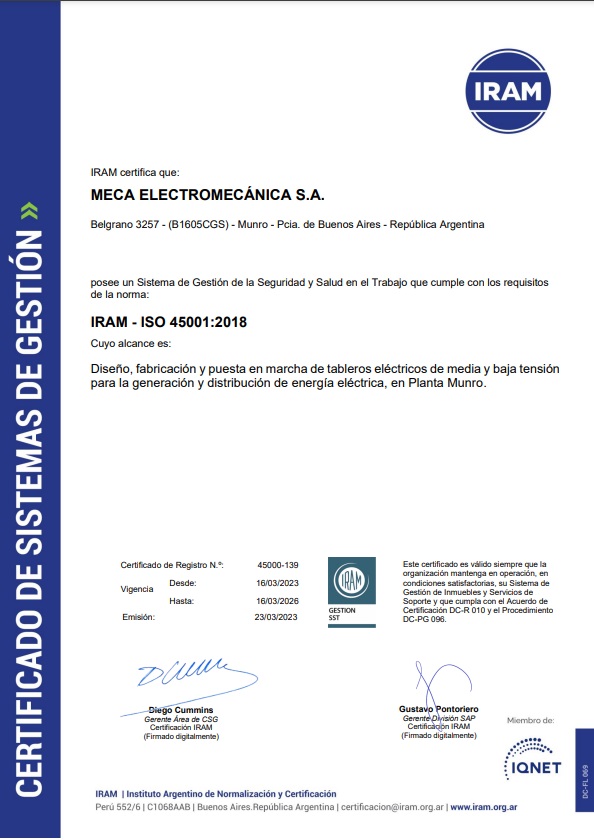 IRAM
IRAM certifica que:
MECA ELECTROMECÁNICA S.A.
Belgrano 3257 - (B1605CGS) - Munro - Pcia. de Buenos Aires - República Argentina
posee un Sistema de Gestión de la Seguridad y Salud en el Trabajo que cumple con los requisitos
de la norma:
IRAM - ISO 45001:2018
Cuyo alcance es:
Diseño, fabricación y puesta en marcha de tableros eléctricos de media y baja tensión
para la generación y distribución de energía eléctrica, en Planta Munro.
CERTIFICADO DE SISTEMAS DE GESTIÓN »
Certificado de Registro N.º: 45000-139
Vigencia
Desde: 16/03/2023
Hasta: 16/03/2026
Emisión: 23/03/2023
IRAM
GESTION
SST
Este certificado es válido siempre que la
organización mantenga en operación, en
condiciones satisfactorias, su Sistema de
Gestión de Inmuebles y Servicios de
Soporte y que cumpla con el Acuerdo de
Certificación DC-R 010 y el Procedimiento
DC-PG 096.
Diego Cummins
Gerente Área de CSG
Certificación IRAM
(Firmado digitalmente)
Gustavo Pontoriero
Gerente División SAP
Certificación IRAM
(Firmado digitalmente)
Miembro de:
IQNET
DC-FL 069
IRAM | Instituto Argentino de Normalización y Certificación
Perú 552/6 | C1068AAB | Buenos Aires.República Argentina | certificacion@iram.org.ar | www.iram.org.ar